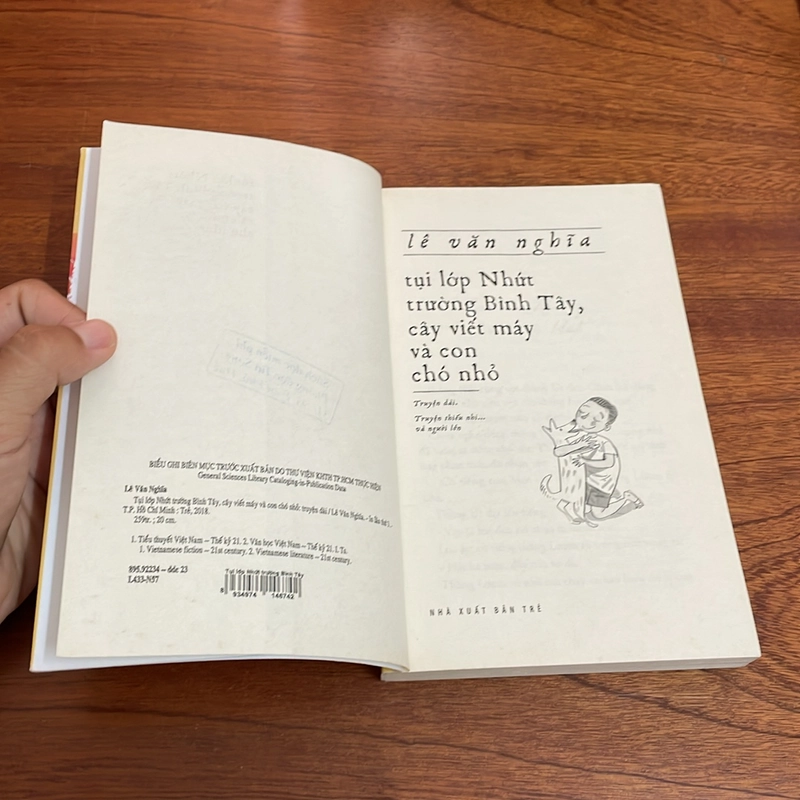 BIỂU GHI BIÊN MỤC TRƯỚC XUẤT BẢN DO THƯ VIỆN KHTH TP.HCM THỰC HIỆN
General Sciences Library Cataloging-in-Publication Data
Lê Văn Nghĩa
Tụi lớp Nhứt trường Bình Tây, cây viết máy và con chó nhỏ: truyện dài / Lê Văn Nghĩa. - In lần thứ 1. -
T.P. Hồ Chí Minh : Trẻ, 2018.
259tr. ; 20 cm.
1. Tiểu thuyết Việt Nam -- Thế kỷ 21. 2. Văn học Việt Nam -- Thế kỷ 21. I. Ts.
1. Vietnamese fiction -- 21st century. 2. Vietnamese literature -- 21st century.
895.92234 -- ddc 23
L433-N57
Tụi lớp Nhứt trường Bình Tây
8 934974 146742
lê văn nghĩa
tụi lớp Nhứt
trường Bình Tây,
cây viết máy
và con
chó nhỏ
Truyện dài.
Truyện thiếu nhi...
và người lớn
NHÀ XUẤT BẢN TRẺ